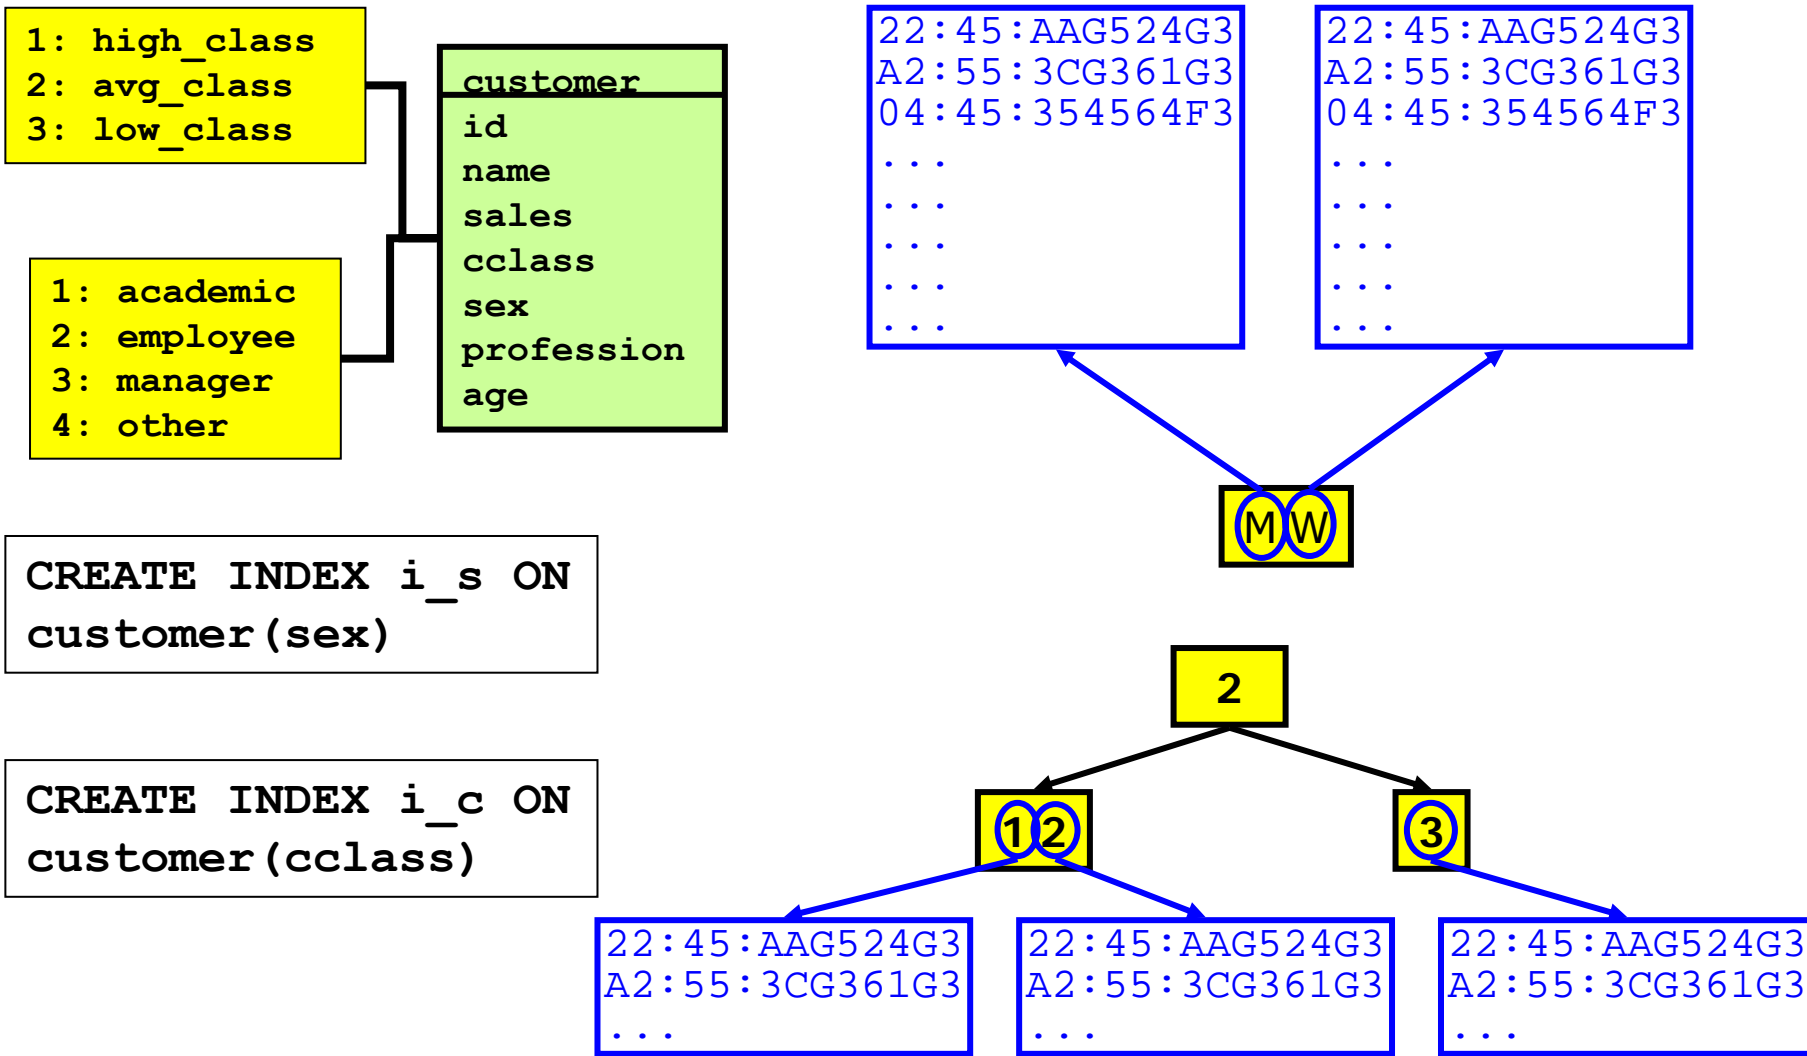 1: high_class
2: avg_class
3: low_class
1: academic
2: employee
3: manager
4: other
customer
id
name
sales
cclass
sex
profession
age
CREATE INDEX i_s ON
customer(sex)
CREATE INDEX i_c ON
customer(cclass)
22:45:AAG524G3
A2:55:3CG361G3
04:45:354564F3
...
...
...
...
...
22:45:AAG524G3
A2:55:3CG361G3
04:45:354564F3
...
...
...
...
...
M W
2
1 2
3
22:45:AAG524G3
A2:55:3CG361G3
...
22:45:AAG524G3
A2:55:3CG361G3
...
22:45:AAG524G3
A2:55:3CG361G3
...